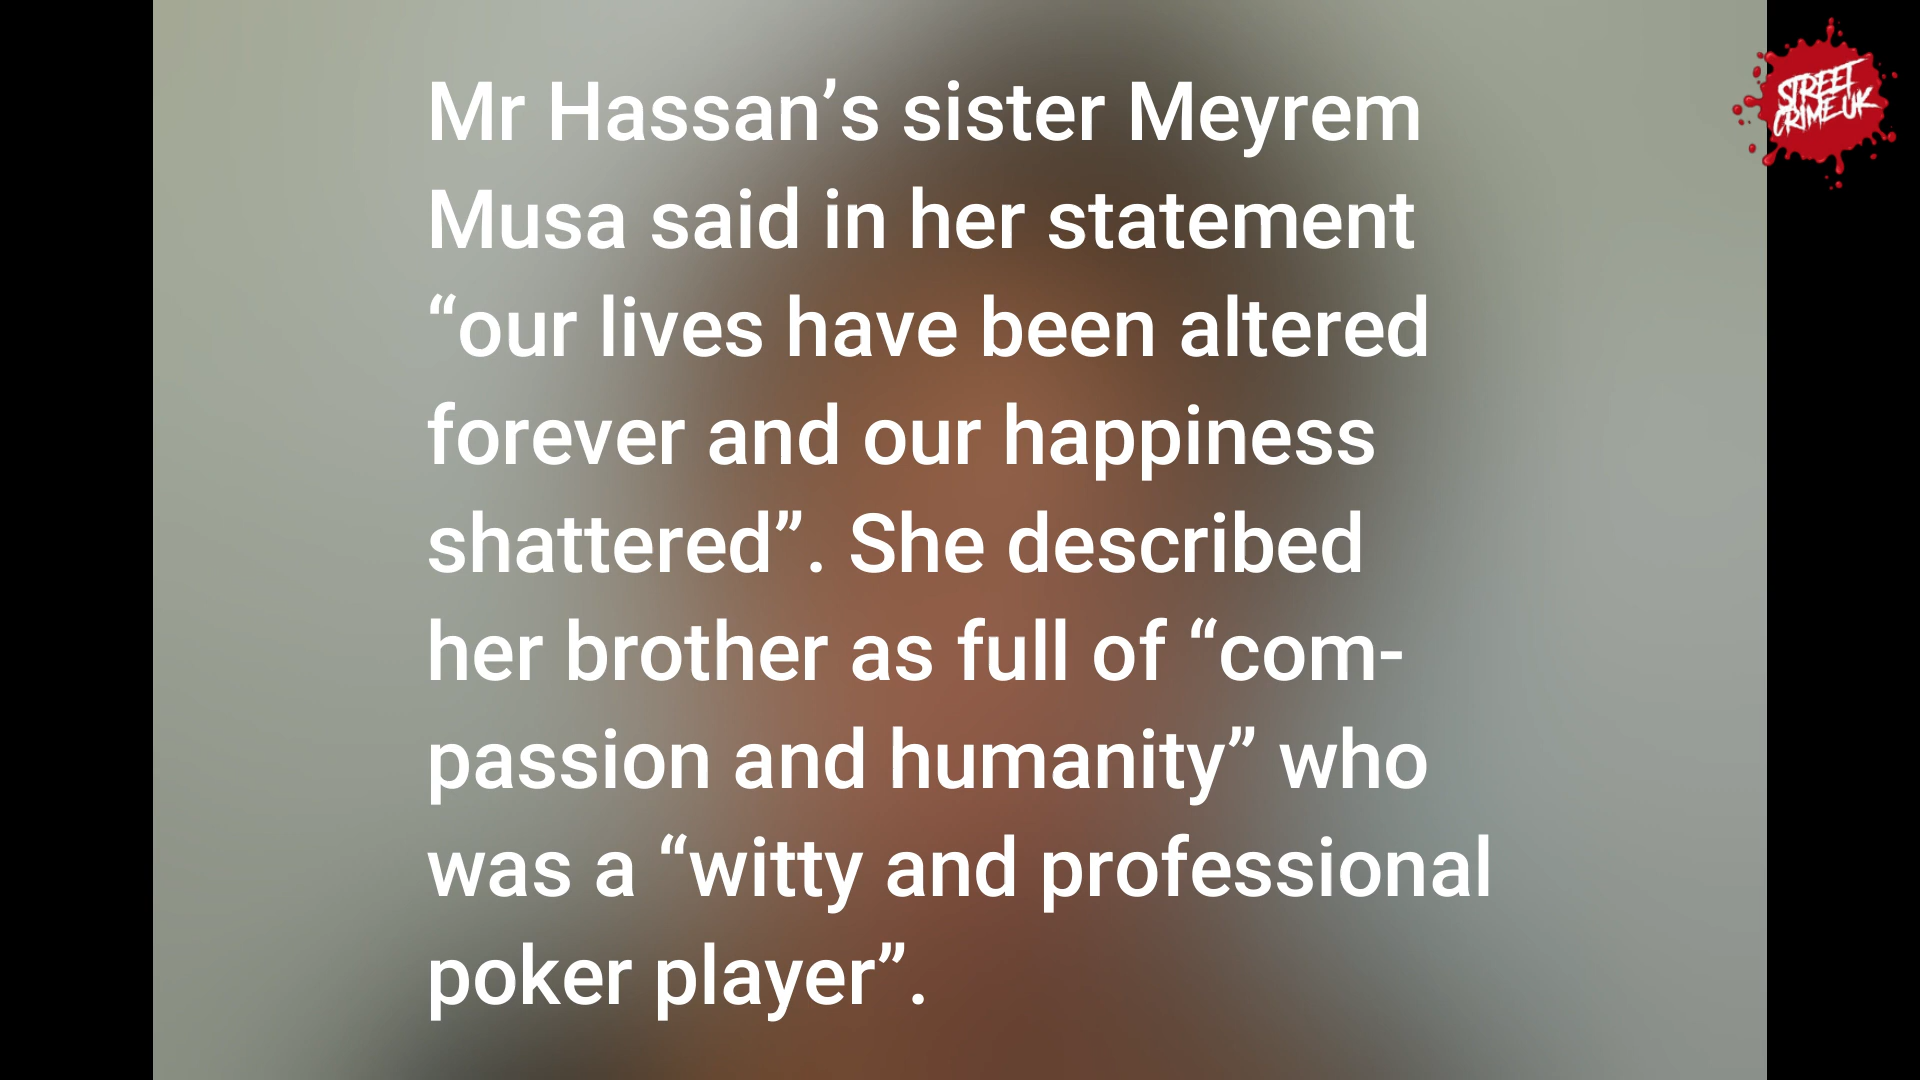 Mr Hassan’s sister Meyrem
Musa said in her statement
“our lives have been altered
forever and our happiness
shattered”. She described
her brother as full of “com-
passion and humanity” who
was a “witty and professional
poker player”.
STREET
CRIME UK